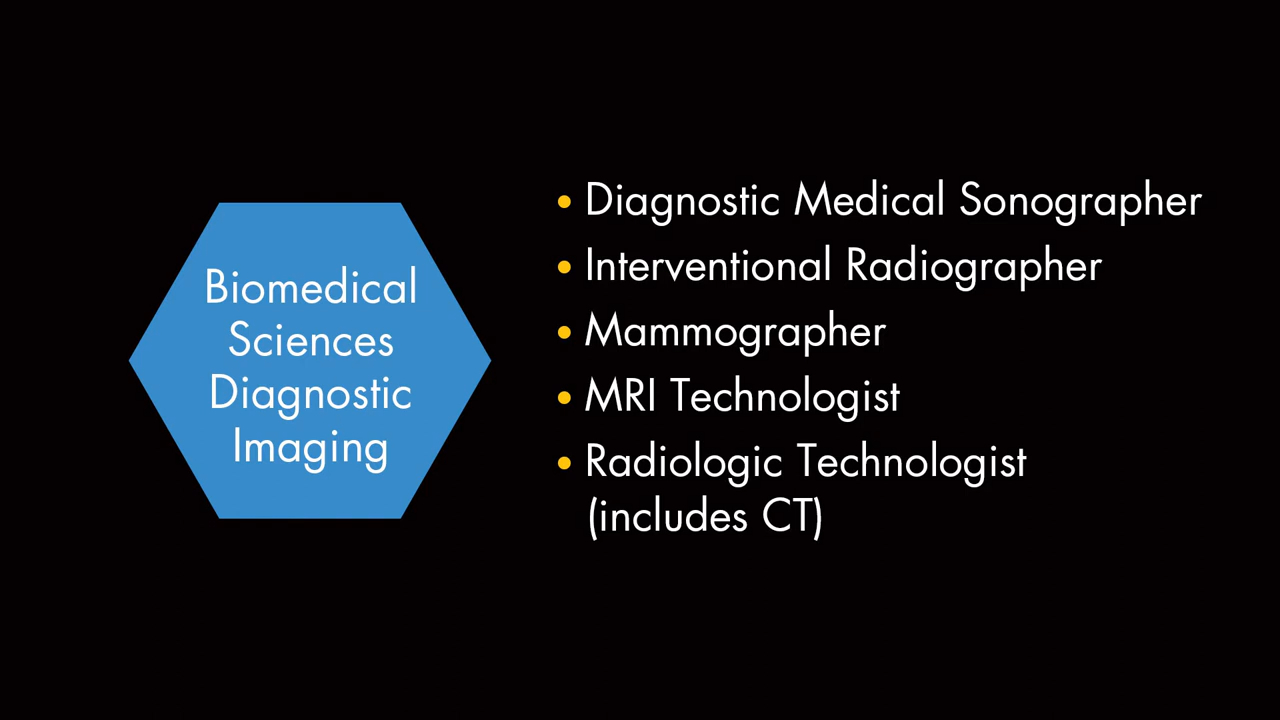 Biomedical
Sciences
Diagnostic
Imaging
• Diagnostic Medical Sonographer
• Interventional Radiographer
• Mammographer
• MRI Technologist
• Radiologic Technologist
(includes CT)